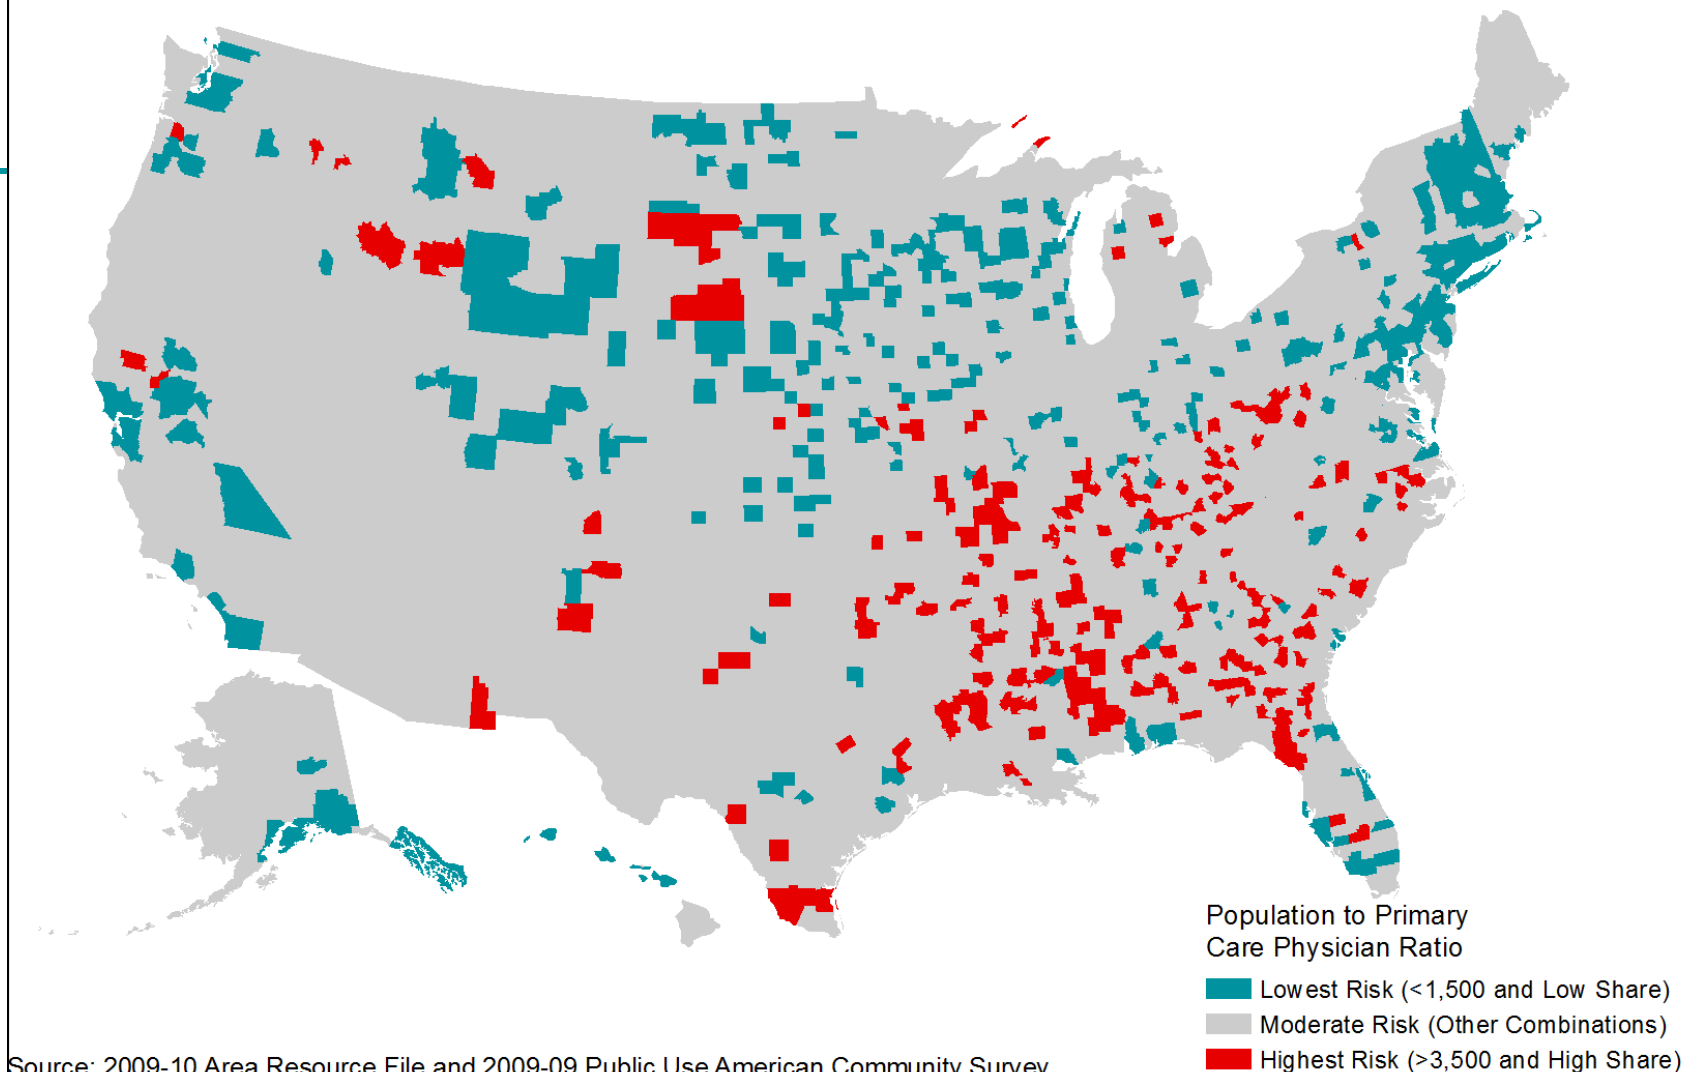 Population to Primary
Care Physician Ratio
Lowest Risk (<1,500 and Low Share)
Moderate Risk (Other Combinations)
Highest Risk (>3,500 and High Share)
Source: 2009-10 Area Resource File and 2009-09 Public Use American Community Survey